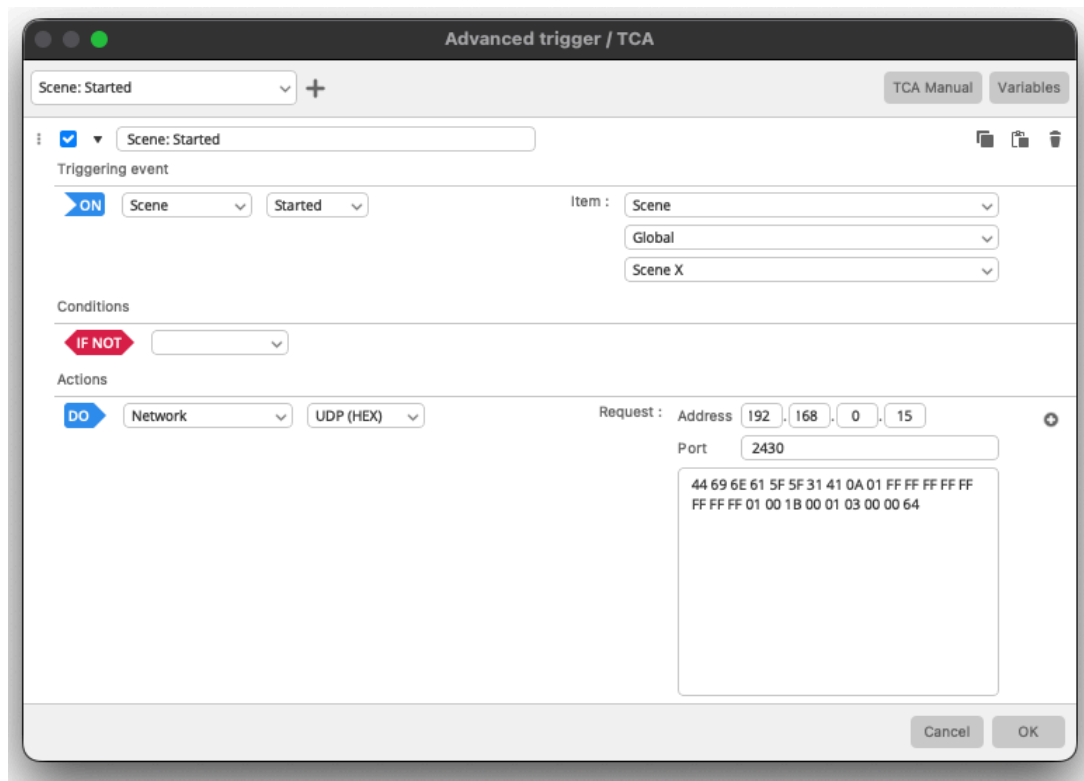 Advanced trigger / TCA
Scene: Started
TCA Manual
Variables
Scene: Started
Triggering event
ON
Scene
Started
Item :
Scene
Global
Scene X
Conditions
IF NOT
Actions
DO
Network
UDP (HEX)
Request :
Address 192 . 168 . 0 . 15
Port 2430
44 69 6E 61 5F 5F 31 41 0A 01 FF FF FF FF FF
FF FF FF 01 00 1B 00 01 03 00 00 64
Cancel
OK